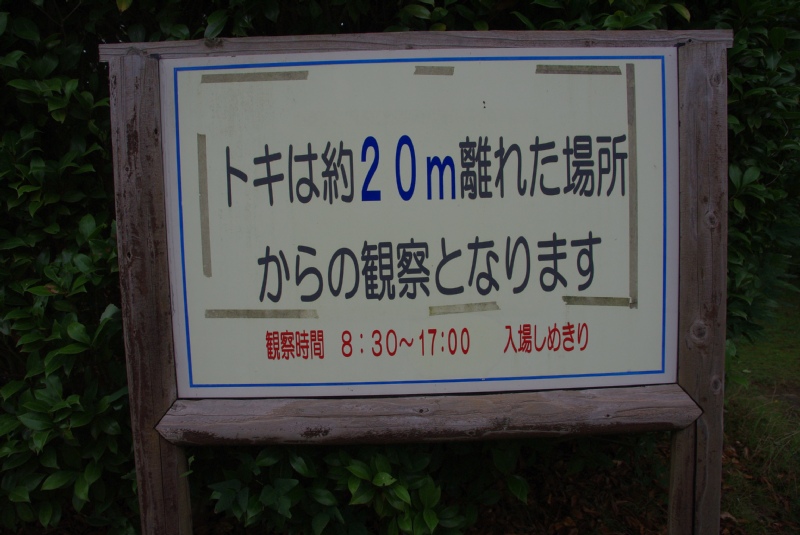 トキは約20m離れた場所
からの観察となります
観察時間 8:30~17:00 入場しめきり